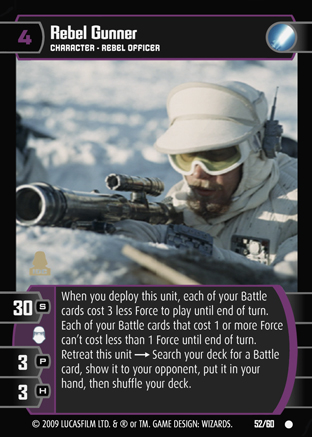 4
Rebel Gunner
CHARACTER - REBEL OFFICER
30 S
3 P
3 H
When you deploy this unit, each of your Battle
cards cost 3 less Force to play until end of turn.
Each of your Battle cards that cost 1 or more Force
can't cost less than 1 Force until end of turn.
Retreat this unit → Search your deck for a Battle
card, show it to your opponent, put it in your
hand, then shuffle your deck.
© 2009 LUCASFILM LTD. & ® or TM. GAME DESIGN: WIZARDS. 52/60